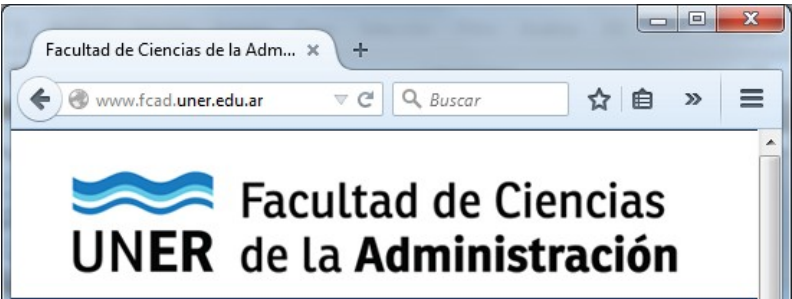 Facultad de Ciencias de la Adm...
www.fcad.uner.edu.ar
Buscar
Facultad de Ciencias
UNER de la Administración